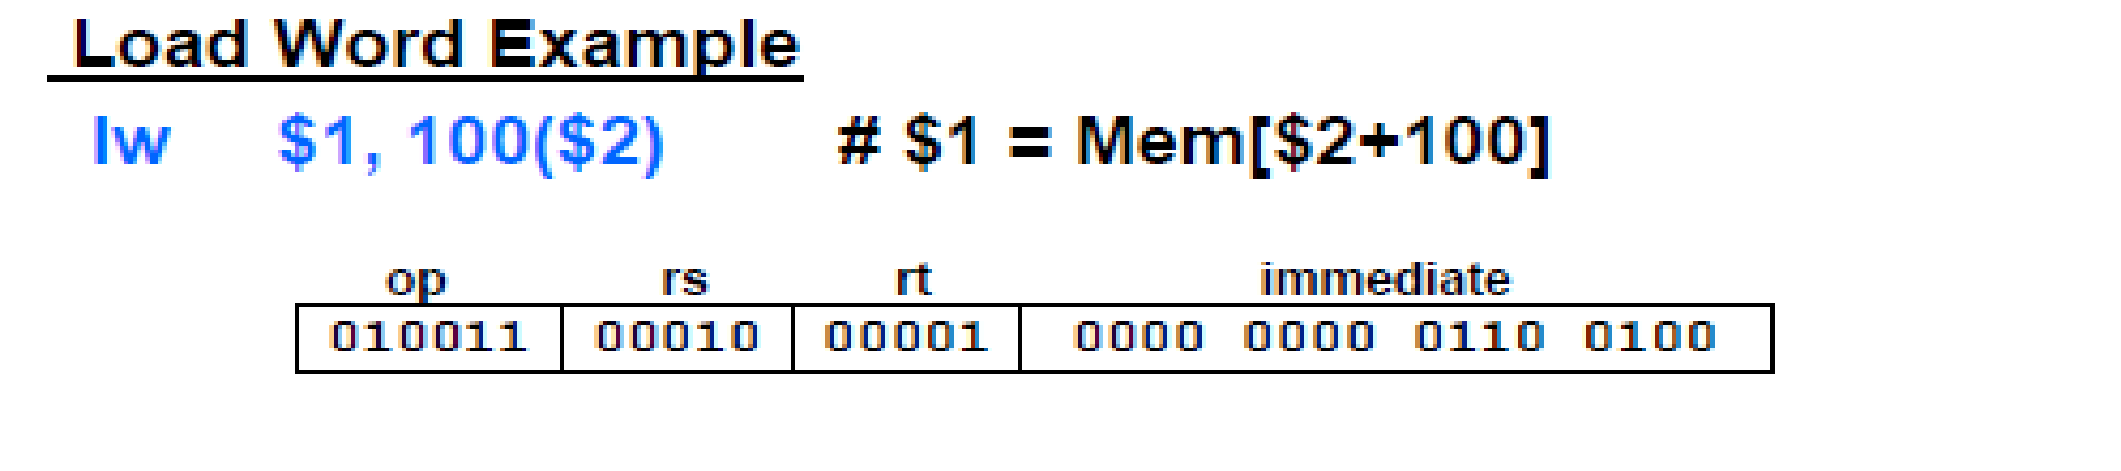 Load Word Example
lw $1, 100($2) # $1 = Mem[$2+100]
op rs rt immediate
010011 00010 00001 0000 0000 0110 0100